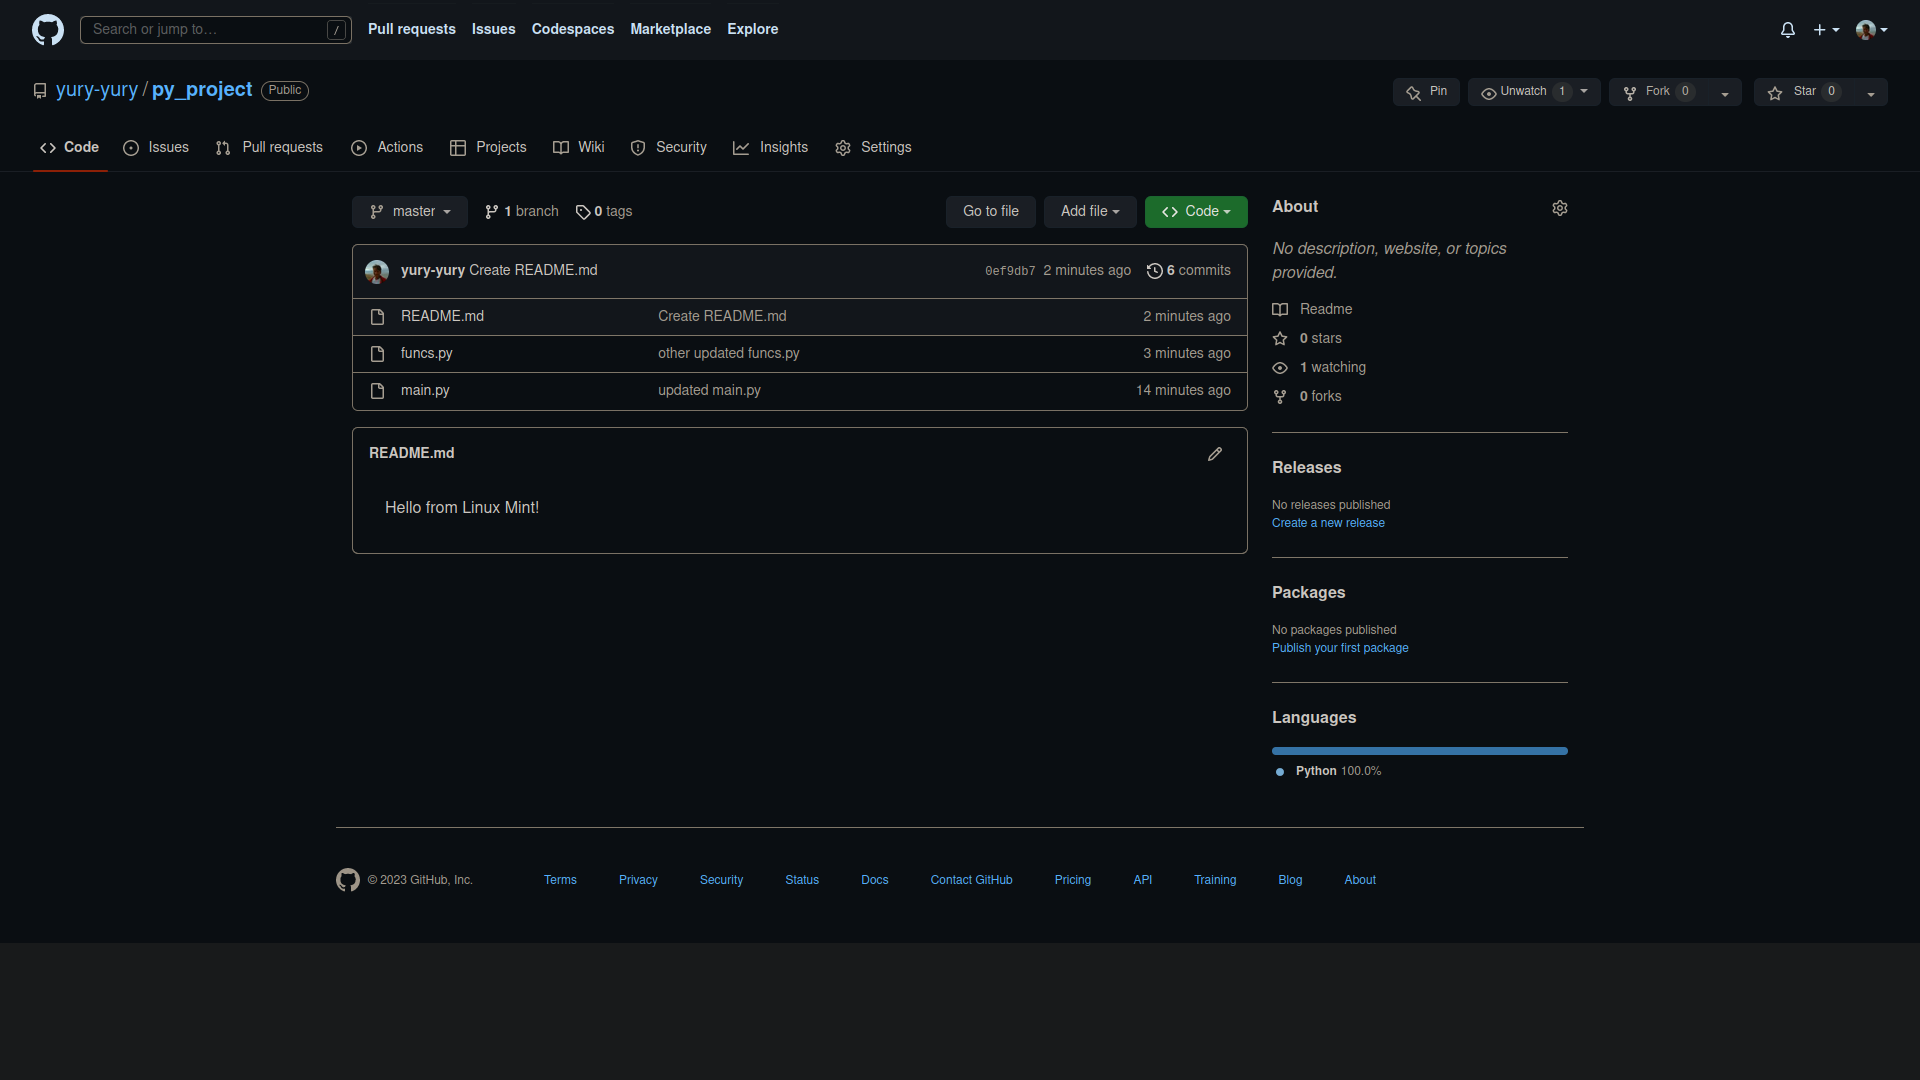 Search or jump to… /
Pull requests Issues Codespaces Marketplace Explore
yury-yury / py_project Public
Pin Unwatch 1 Fork 0 Star 0
Code Issues Pull requests Actions Projects Wiki Security Insights Settings
master 1 branch 0 tags Go to file Add file Code
yury-yury Create README.md 0ef9db7 2 minutes ago 6 commits
README.md Create README.md 2 minutes ago
funcs.py other updated funcs.py 3 minutes ago
main.py updated main.py 14 minutes ago
README.md
Hello from Linux Mint!
About
No description, website, or topics
provided.
Readme
0 stars
1 watching
0 forks
Releases
No releases published
Create a new release
Packages
No packages published
Publish your first package
Languages
Python 100.0%
© 2023 GitHub, Inc. Terms Privacy Security Status Docs Contact GitHub Pricing API Training Blog About